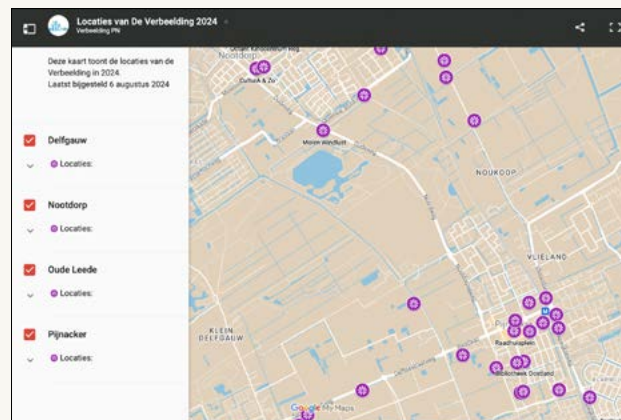 Locaties van De Verbeelding 2024
Verbeelding PN
Deze kaart toont de locaties van de
Verbeelding in 2024.
Laatst bijgesteld 6 augustus 2024
Delfgauw
Locaties:
Nootdorp
Locaties:
Oude Leede
Locaties:
Pijnacker
Locaties:
Nootdorp
Cultuur & Zo
Molen Windlust
NOUKOOP
VLIELAND
KLEIN
DELFGAUW
Raadhuisplein
Bibliotheek Oostland
Google My Maps